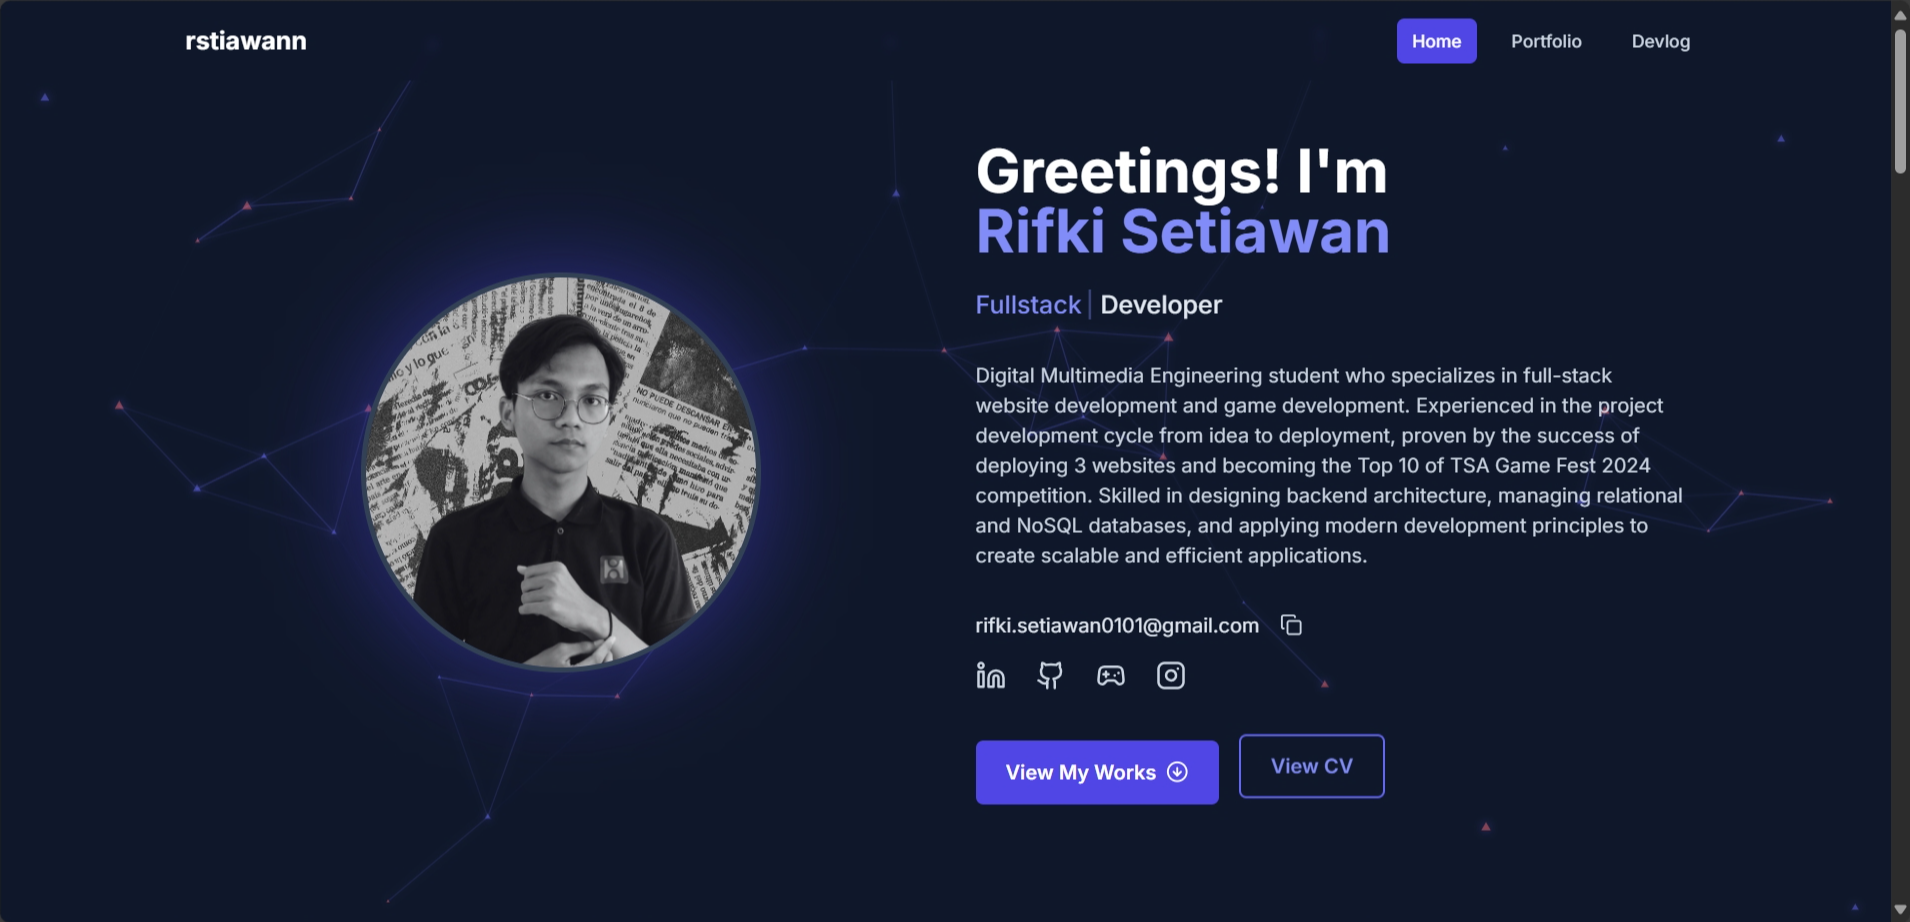 rstiawann
Home
Portfolio
Devlog
Greetings! I'm
Rifki Setiawan
Fullstack
Developer
Digital Multimedia Engineering student who specializes in full-stack
website development and game development. Experienced in the project
development cycle from idea to deployment, proven by the success of
deploying 3 websites and becoming the Top 10 of TSA Game Fest 2024
competition. Skilled in designing backend architecture, managing relational
and NoSQL databases, and applying modern development principles to
create scalable and efficient applications.
rifki.setiawan0101@gmail.com
View My Works
View CV
NO PUEDE DESCANSAR